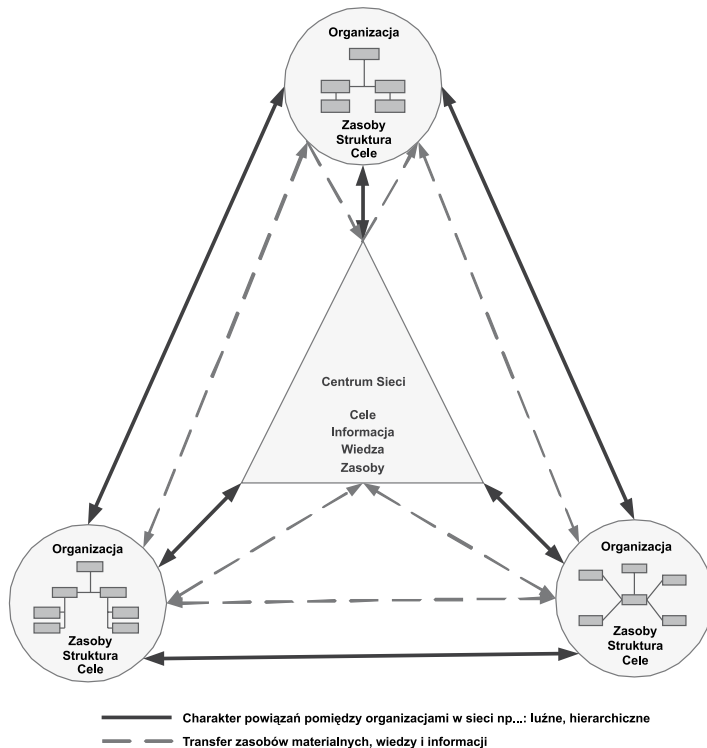 Organizacja
Zasoby
Struktura
Cele
Centrum Sieci
Cele
Informacja
Wiedza
Zasoby
Organizacja
Zasoby
Struktura
Cele
Organizacja
Zasoby
Struktura
Cele
Charakter powiązań pomiędzy organizacjami w sieci np...: luźne, hierarchiczne
Transfer zasobów materialnych, wiedzy i informacji